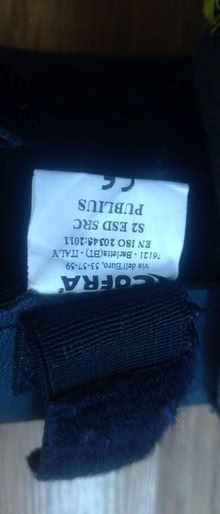 COFRA
via dell'Euro, 53-57-59
76121 - Barletta(BT) - ITALY
EN ISO 20345:2011
S2 ESD SRC
PUBLIUS
CE